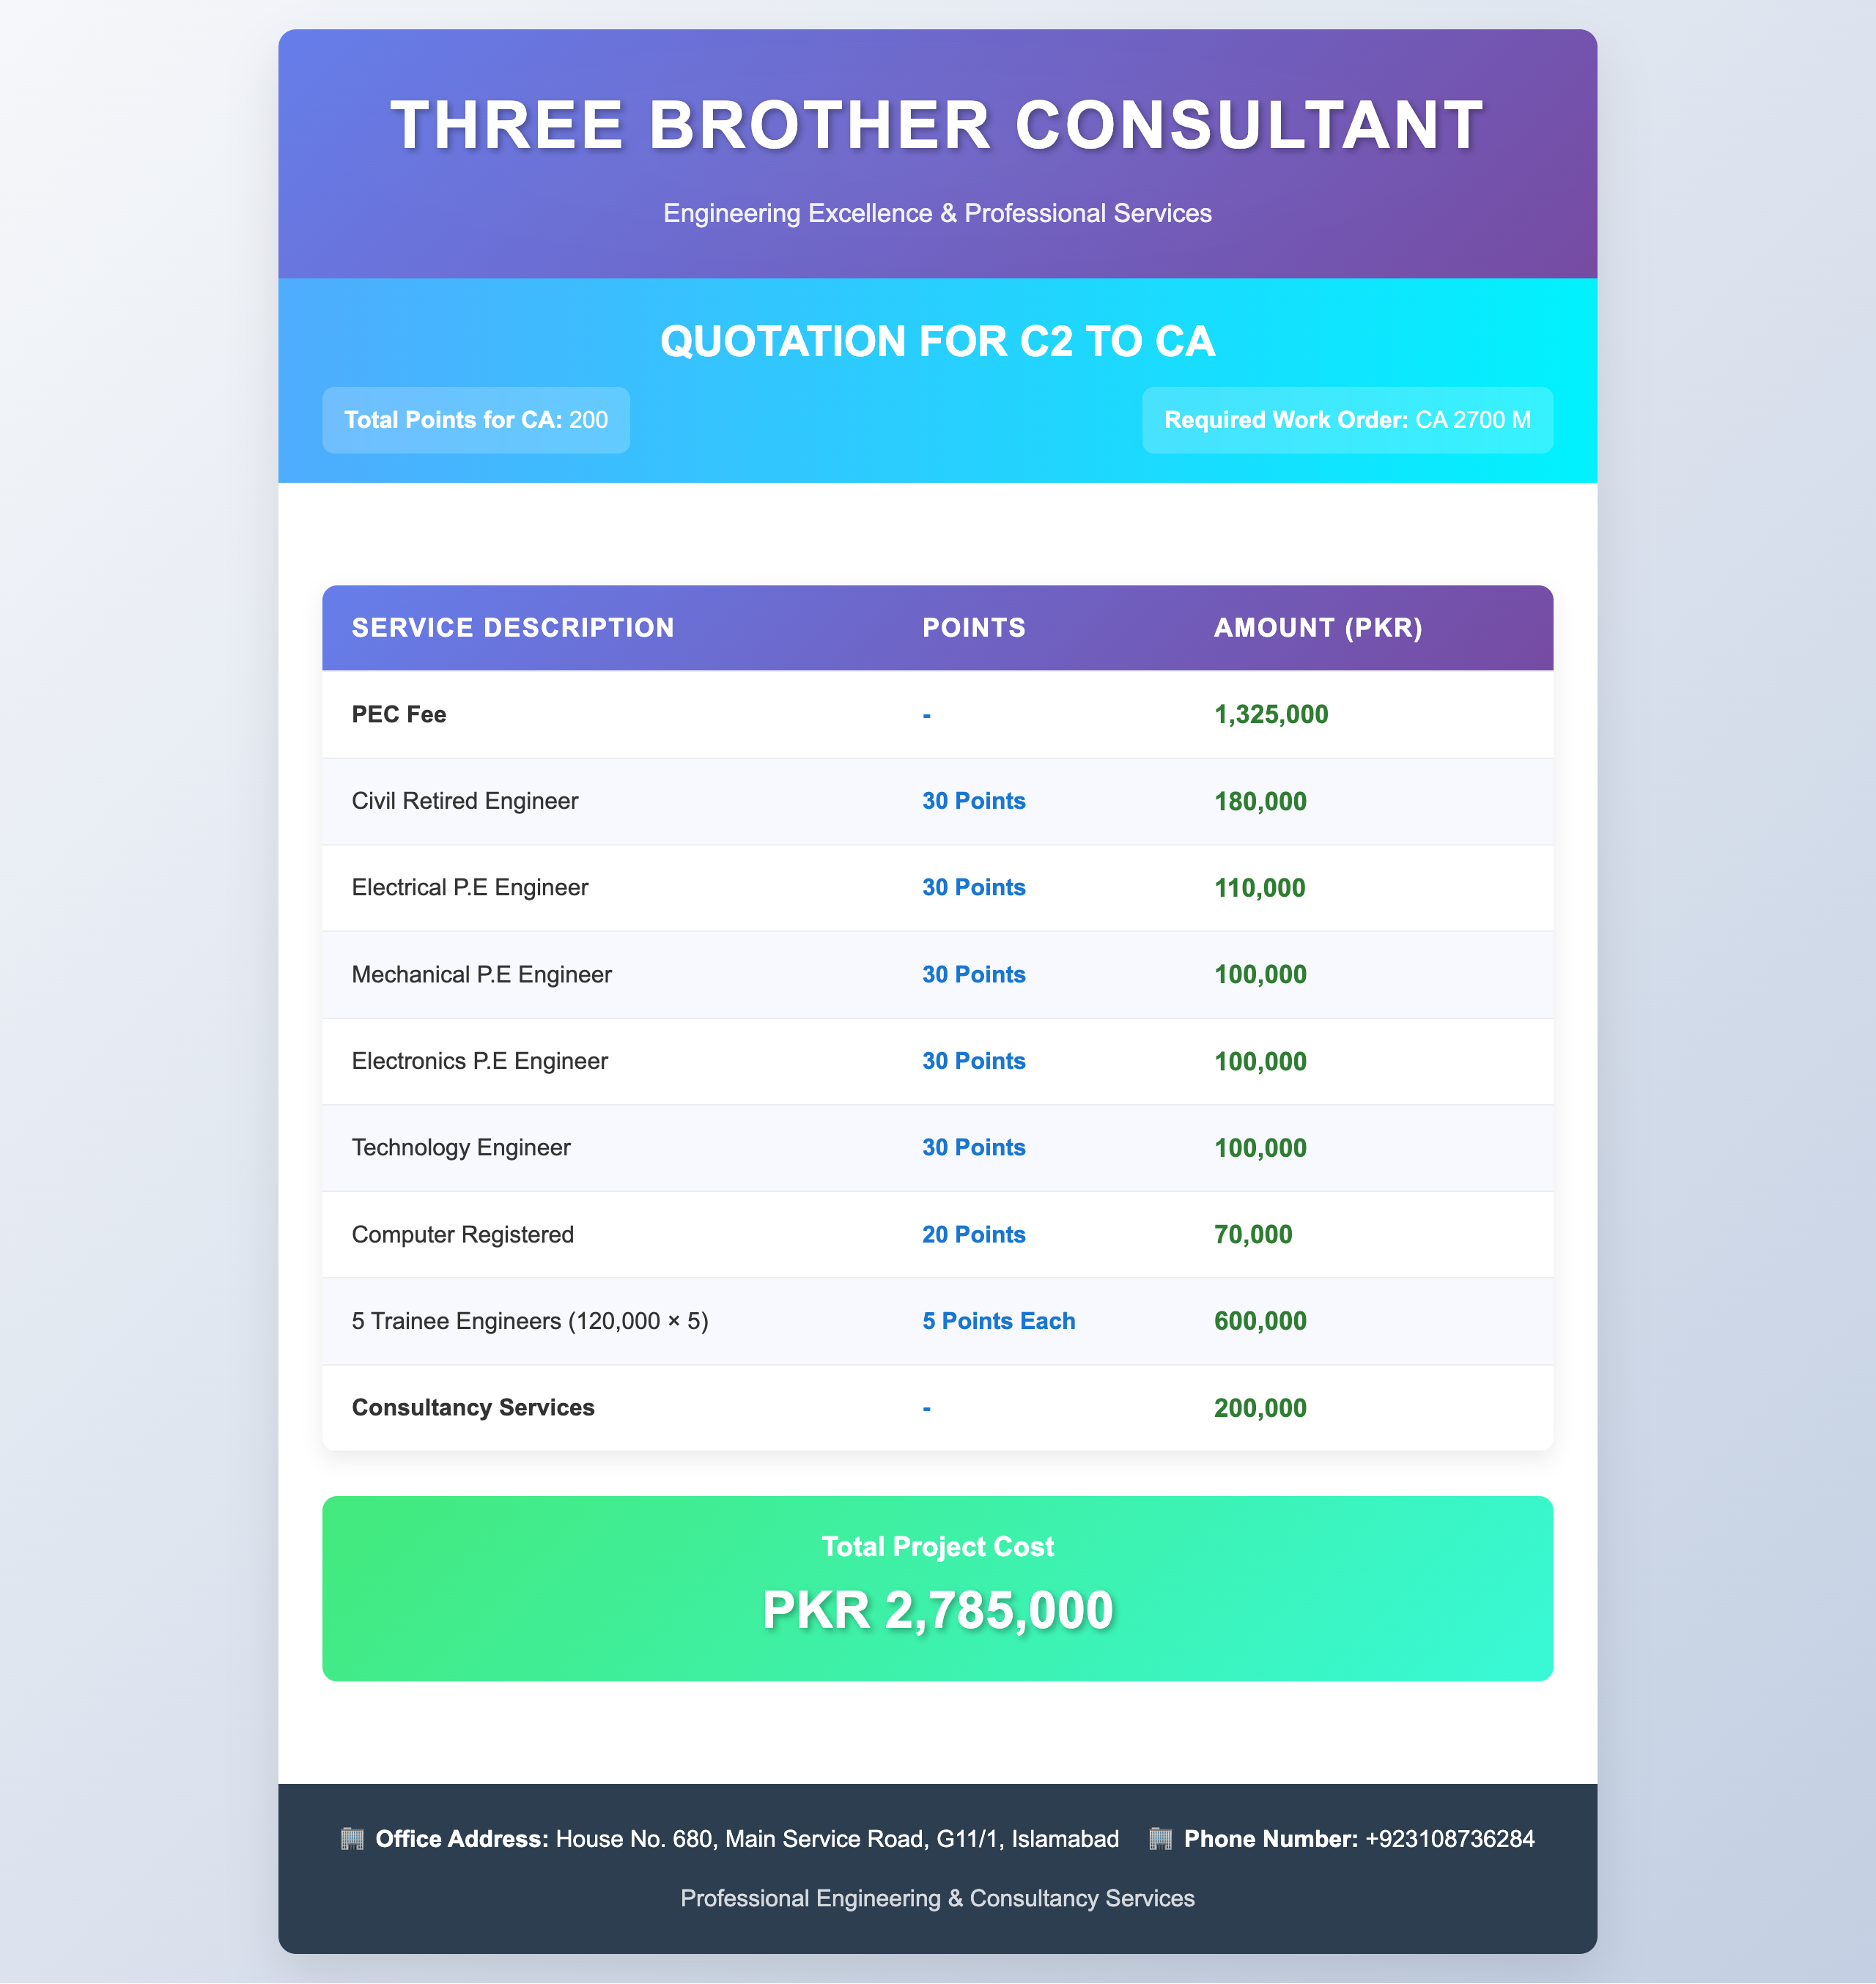 THREE BROTHER CONSULTANT
Engineering Excellence & Professional Services
QUOTATION FOR C2 TO CA
Total Points for CA: 200
Required Work Order: CA 2700 M
SERVICE DESCRIPTION POINTS AMOUNT (PKR)
PEC Fee - 1,325,000
Civil Retired Engineer 30 Points 180,000
Electrical P.E Engineer 30 Points 110,000
Mechanical P.E Engineer 30 Points 100,000
Electronics P.E Engineer 30 Points 100,000
Technology Engineer 30 Points 100,000
Computer Registered 20 Points 70,000
5 Trainee Engineers (120,000 × 5) 5 Points Each 600,000
Consultancy Services - 200,000
Total Project Cost
PKR 2,785,000
🏢 Office Address: House No. 680, Main Service Road, G11/1, Islamabad 🏢 Phone Number: +923108736284
Professional Engineering & Consultancy Services